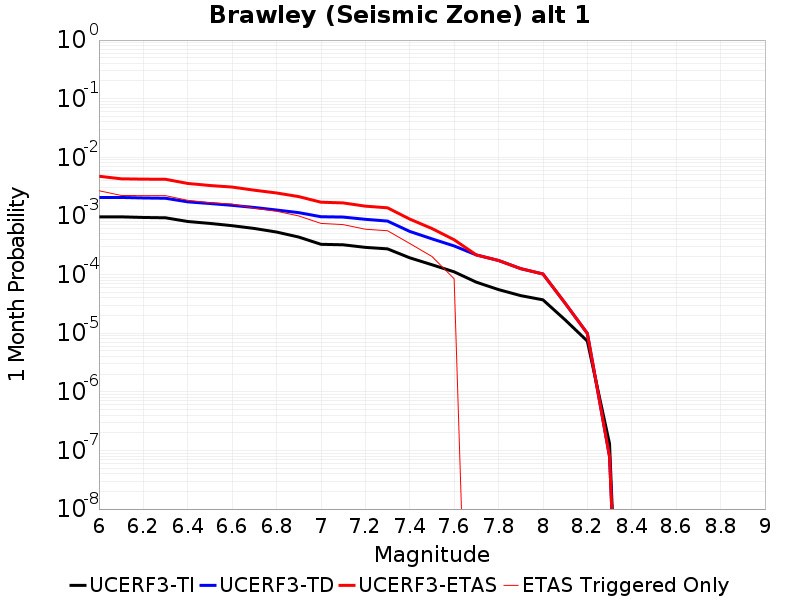 Brawley (Seismic Zone) alt 1
1 Month Probability
10^0
10^-1
10^-2
10^-3
10^-4
10^-5
10^-6
10^-7
10^-8
6 6.2 6.4 6.6 6.8 7 7.2 7.4 7.6 7.8 8 8.2 8.4 8.6 8.8 9
Magnitude
UCERF3-TI UCERF3-TD UCERF3-ETAS ETAS Triggered Only